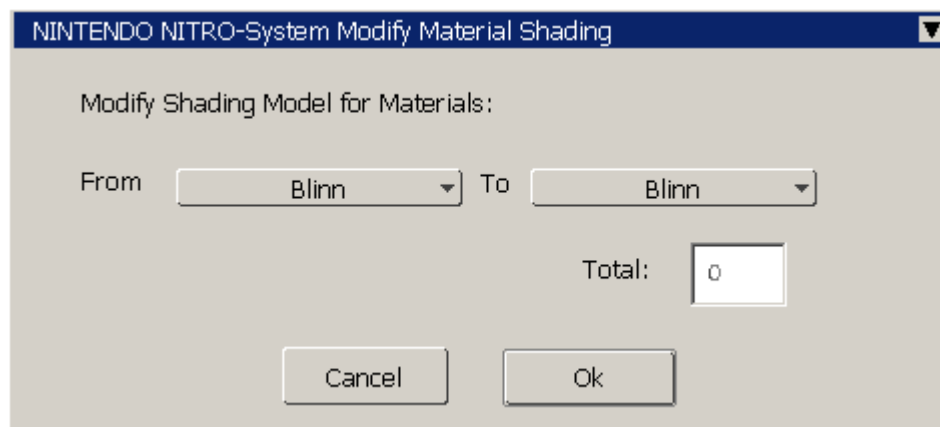 NINTENDO NITRO-System Modify Material Shading
Modify Shading Model for Materials:
From Blinn To Blinn
Total: 0
Cancel Ok